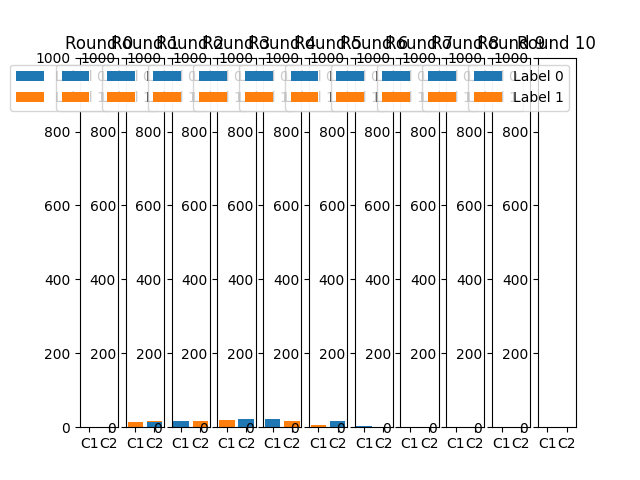 Round 0 Round 1 Round 2 Round 3 Round 4 Round 5 Round 6 Round 7 Round 8 Round 9 Round 10
1000 1000 1000 1000 1000 1000 1000 1000 1000 1000
Label 0
Label 1
800 800 800 800 800 800 800 800 800 800
600 600 600 600 600 600 600 600 600 600
400 400 400 400 400 400 400 400 400 400
200 200 200 200 200 200 200 200 200 200
0 0 0 0 0 0 0 0 0 0
C1 C2 C1 C2 C1 C2 C1 C2 C1 C2 C1 C2 C1 C2 C1 C2 C1 C2 C1 C2 C1 C2